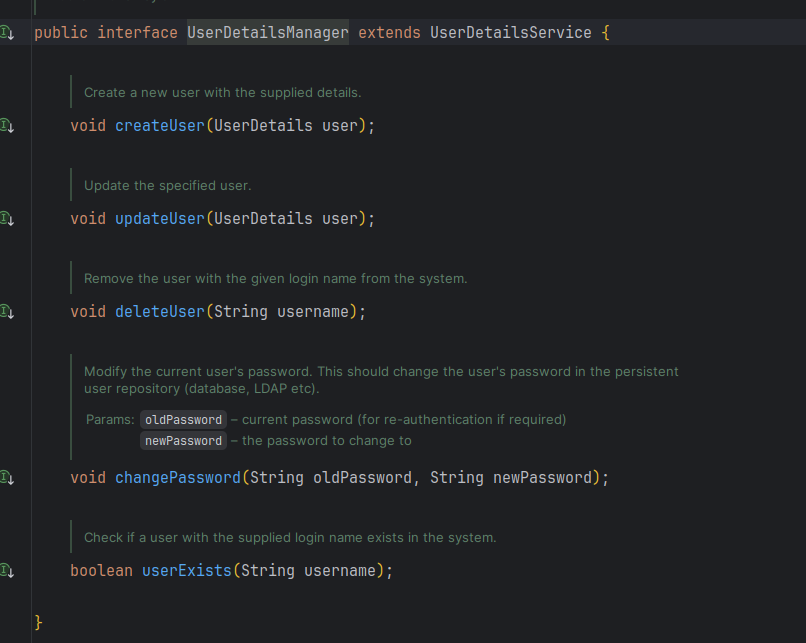 public interface UserDetailsManager extends UserDetailsService {
Create a new user with the supplied details.
void createUser(UserDetails user);
Update the specified user.
void updateUser(UserDetails user);
Remove the user with the given login name from the system.
void deleteUser(String username);
Modify the current user's password. This should change the user's password in the persistent
user repository (database, LDAP etc).
Params: oldPassword – current password (for re-authentication if required)
newPassword – the password to change to
void changePassword(String oldPassword, String newPassword);
Check if a user with the supplied login name exists in the system.
boolean userExists(String username);
}